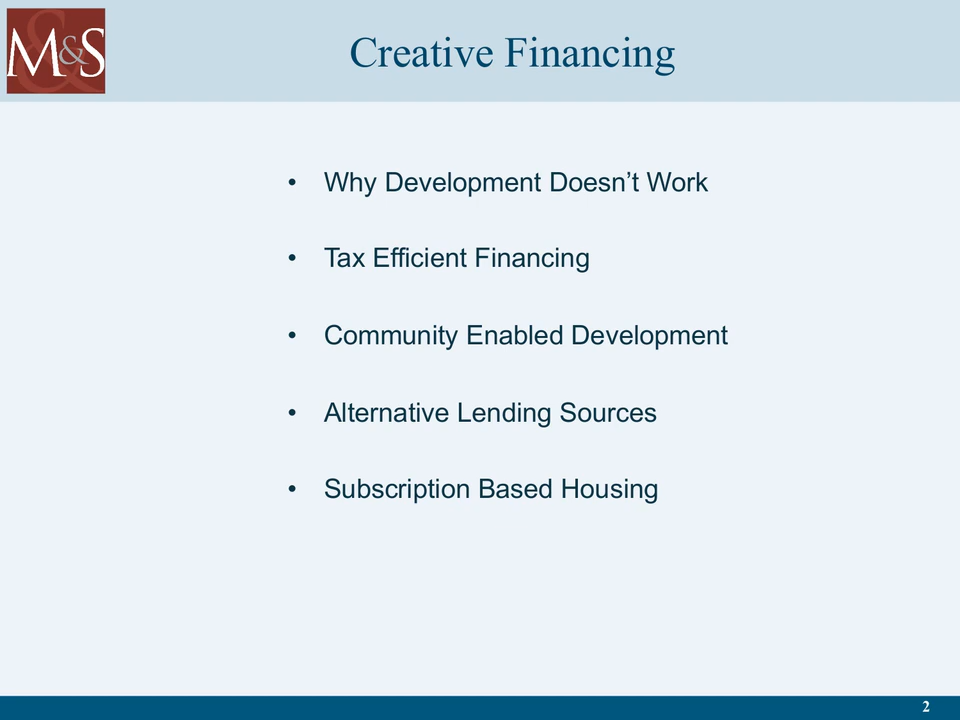 M&S
Creative Financing
• Why Development Doesn’t Work
• Tax Efficient Financing
• Community Enabled Development
• Alternative Lending Sources
• Subscription Based Housing
2